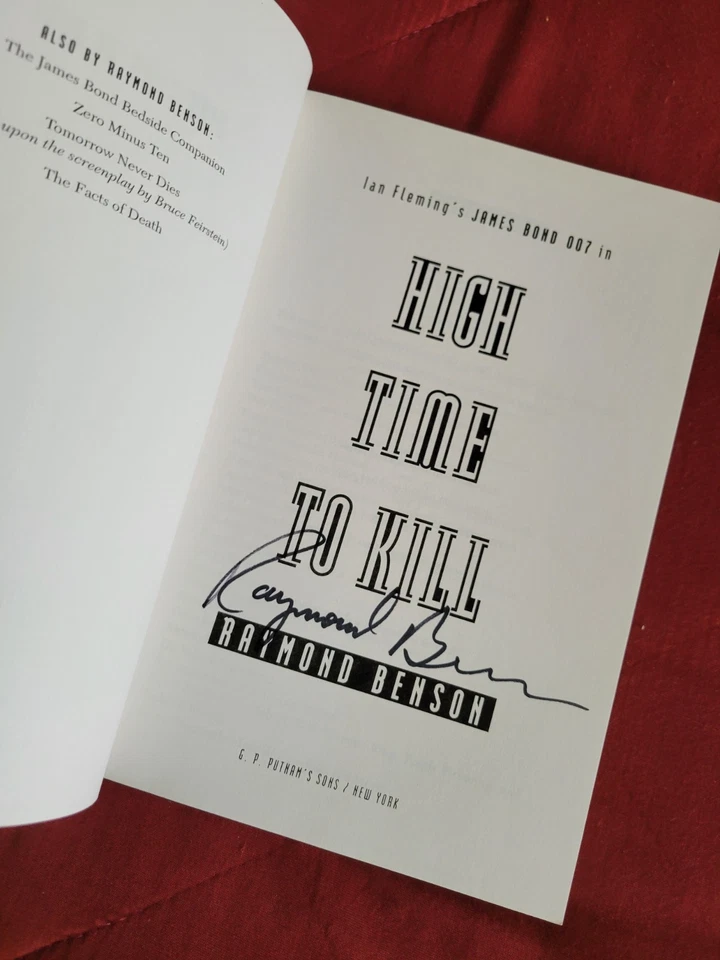 ALSO BY RAYMOND BENSON:
The James Bond Bedside Companion
Zero Minus Ten
Tomorrow Never Dies
upon the screenplay by Bruce Feirstein)
The Facts of Death
Ian Fleming's JAMES BOND 007 in
HIGH
TIME
TO KILL
Raymond Benson
RAYMOND BENSON
G. P. PUTNAM'S SONS / NEW YORK